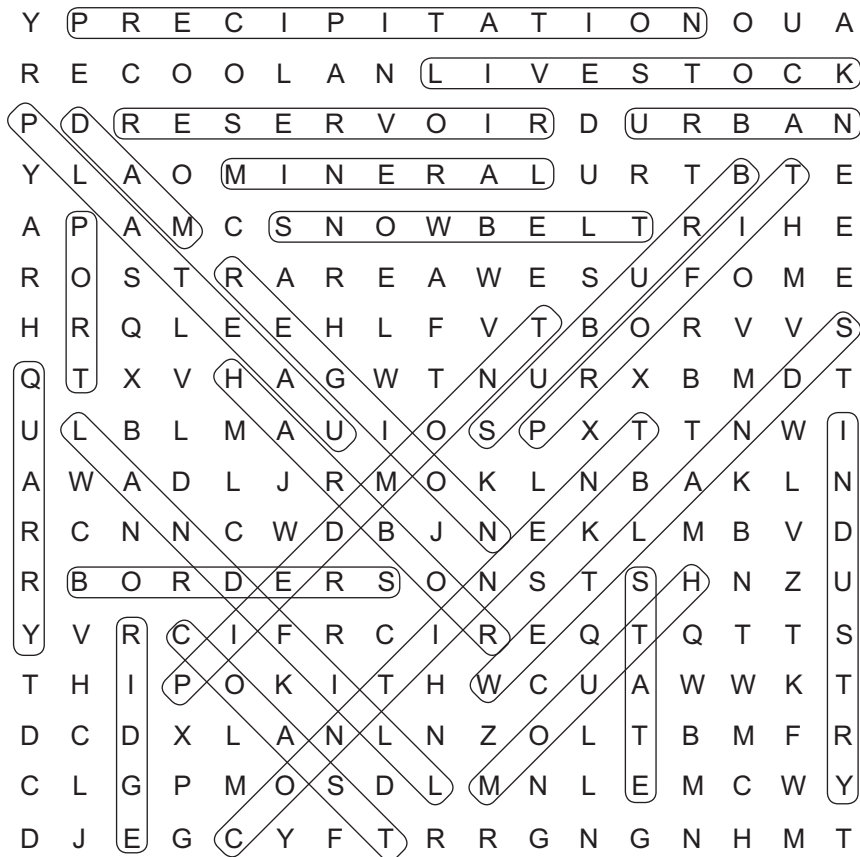 Y P R E C I P I T A T I O N O U A
R E C O O L A N L I V E S T O C K
P D R E S E R V O I R D U R B A N
Y L A O M I N E R A L U R T B T E
A P A M C S N O W B E L T R I H E
R O S T R A R E A W E S U F O M E
H R Q L E E H L F V T B O R V V S
Q T X V H A G W T N U R X B M D T
U L B L M A U I O S P X T T N W I
A W A D L J R M O K L N B A K L N
R C N N C W D B J N E K L M B V D
R B O R D E R S O N S T S H N Z U
Y V R C I F R C I R E Q T Q T T S
T H I P O K I T H W C U A W W K T
D C D X L A N L N Z O L T B M F R
C L G P M O S D L M N L E M C W Y
D J E G C Y F T R R G N G N H M T